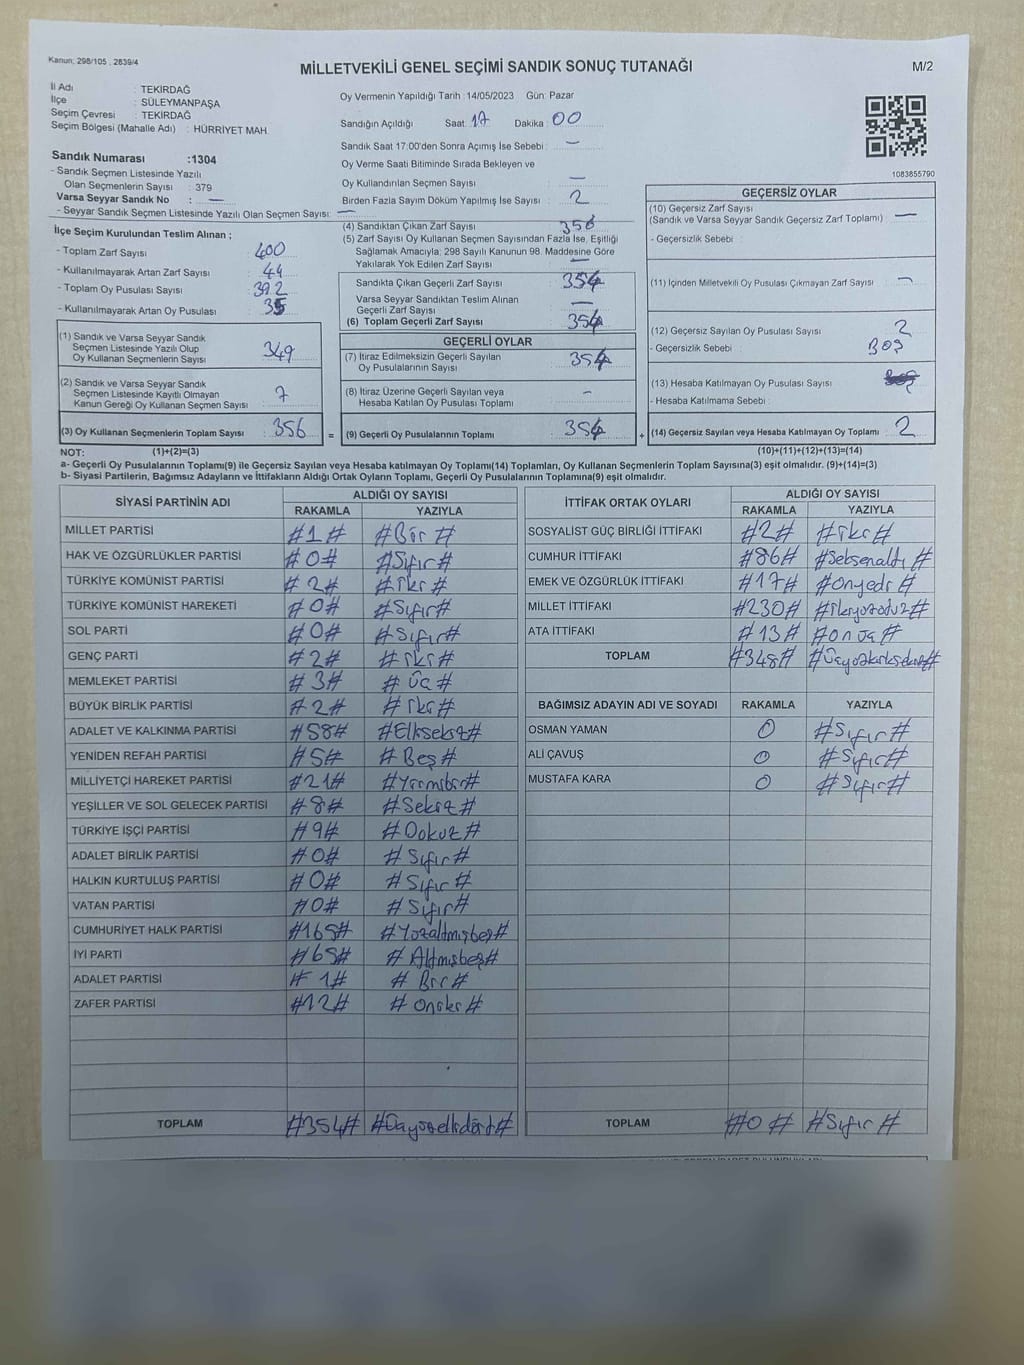 Kanun; 298/105 , 2839/4
MİLLETVEKİLİ GENEL SEÇİMİ SANDIK SONUÇ TUTANAĞI
M/2
İl Adı : TEKİRDAĞ
İlçe : SÜLEYMANPAŞA
Seçim Çevresi : TEKİRDAĞ
Seçim Bölgesi (Mahalle Adı) : HÜRRİYET MAH.
Sandık Numarası :1304
- Sandık Seçmen Listesinde Yazılı
Olan Seçmenlerin Sayısı : 379
Varsa Seyyar Sandık No : —
- Seyyar Sandık Seçmen Listesinde Yazılı Olan Seçmen Sayısı: —
İlçe Seçim Kurulundan Teslim Alınan ;
- Toplam Zarf Sayısı 400
- Kullanılmayarak Artan Zarf Sayısı 44
- Toplam Oy Pusulası Sayısı 392
- Kullanılmayarak Artan Oy Pusulası 35
(1) Sandık ve Varsa Seyyar Sandık
Seçmen Listesinde Yazılı Olup
Oy Kullanan Seçmenlerin Sayısı : 349
(2) Sandık ve Varsa Seyyar Sandık
Seçmen Listesinde Kayıtlı Olmayan
Kanun Gereği Oy Kullanan Seçmen Sayısı : 7
(3) Oy Kullanan Seçmenlerin Toplam Sayısı : 356
Oy Vermenin Yapıldığı Tarih : 14/05/2023 Gün: Pazar
Sandığın Açıldığı Saat: 17 Dakika : 00
Sandık Saat 17:00'den Sonra Açımış İse Sebebi : —
Oy Verme Saati Bitiminde Sırada Bekleyen ve
Oy Kullandırılan Seçmen Sayısı : —
Birden Fazla Sayım Döküm Yapılmış İse Sayısı : 2
(4) Sandıktan Çıkan Zarf Sayısı : 356
(5) Zarf Sayısı Oy Kullanan Seçmen Sayısından Fazla İse, Eşitliği
Sağlamak Amacıyla; 298 Sayılı Kanunun 98. Maddesine Göre
Yakılarak Yok Edilen Zarf Sayısı : —
Sandıkta Çıkan Geçerli Zarf Sayısı : 354
Varsa Seyyar Sandıktan Teslim Alınan
Geçerli Zarf Sayısı : —
(6) Toplam Geçerli Zarf Sayısı : 354
GEÇERLİ OYLAR
(7) İtiraz Edilmeksizin Geçerli Sayılan
Oy Pusulalarının Sayısı : 354
(8) İtiraz Üzerine Geçerli Sayılan veya
Hesaba Katılan Oy Pusulası Toplamı : -
= (9) Geçerli Oy Pusulalarının Toplamı : 354
1083855790
GEÇERSİZ OYLAR
(10) Geçersiz Zarf Sayısı
(Sandık ve Varsa Seyyar Sandık Geçersiz Zarf Toplamı) : —
- Geçersizlik Sebebi :
(11) İçinden Milletvekili Oy Pusulası Çıkmayan Zarf Sayısı : —
(12) Geçersiz Sayılan Oy Pusulası Sayısı : 2
- Geçersizlik Sebebi : BOŞ
(13) Hesaba Katılmayan Oy Pusulası Sayısı :
- Hesaba Katılmama Sebebi :
+ (14) Geçersiz Sayılan veya Hesaba Katılmayan Oy Toplamı : 2
NOT: (1)+(2)=(3) (10)+(11)+(12)+(13)=(14)
a- Geçerli Oy Pusulasının Toplamı(9) ile Geçersiz Sayılan veya Hesaba katılmayan Oy Toplamı(14) Toplamları, Oy Kullanan Seçmenlerin Toplam Sayısına(3) eşit olmalıdır. (9)+(14)=(3)
b- Siyasi Partilerin, Bağımsız Adayların ve İttifakların Aldığı Ortak Oyların Toplamı, Geçerli Oy Pusulalarının Toplamına(9) eşit olmalıdır.
SİYASİ PARTİNİN ADI ALDIĞI OY SAYISI
RAKAMLA YAZIYLA
MİLLET PARTİSİ #1# #Bir#
HAK VE ÖZGÜRLÜKLER PARTİSİ #0# #Sıfır#
TÜRKİYE KOMÜNİST PARTİSİ #2# #iki#
TÜRKİYE KOMÜNİST HAREKETİ #0# #Sıfır#
SOL PARTİ #0# #Sıfır#
GENÇ PARTİ #2# #iki#
MEMLEKET PARTİSİ #3# #Üç#
BÜYÜK BİRLİK PARTİSİ #2# #iki#
ADALET VE KALKINMA PARTİSİ #58# #Ellisekiz#
YENİDEN REFAH PARTİSİ #5# #Beş#
MİLLİYETÇİ HAREKET PARTİSİ #21# #Yirmibir#
YEŞİLLER VE SOL GELECEK PARTİSİ #8# #Sekiz#
TÜRKİYE İŞÇİ PARTİSİ #9# #Dokuz#
ADALET BİRLİK PARTİSİ #0# #Sıfır#
HALKIN KURTULUŞ PARTİSİ #0# #Sıfır#
VATAN PARTİSİ #0# #Sıfır#
CUMHURİYET HALK PARTİSİ #165# #Yüzaltmışbeş#
İYİ PARTİ #65# #Altmışbeş#
ADALET PARTİSİ #1# #Bir#
ZAFER PARTİSİ #12# #Oniki#
TOPLAM #354# #Üçyüzellidört#
İTTİFAK ORTAK OYLARI ALDIĞI OY SAYISI
RAKAMLA YAZIYLA
SOSYALİST GÜÇ BİRLİĞİ İTTİFAKI #2# #iki#
CUMHUR İTTİFAKI #86# #Seksenaltı#
EMEK VE ÖZGÜRLÜK İTTİFAKI #17# #Onyedi#
MİLLET İTTİFAKI #230# #ikiyüzotuz#
ATA İTTİFAKI #13# #Onüç#
TOPLAM #348# #Üçyüzkırksekiz#
BAĞIMSIZ ADAYIN ADI VE SOYADI RAKAMLA YAZIYLA
OSMAN YAMAN 0 #Sıfır#
ALİ ÇAVUŞ 0 #Sıfır#
MUSTAFA KARA 0 #Sıfır#
TOPLAM #0# #Sıfır#